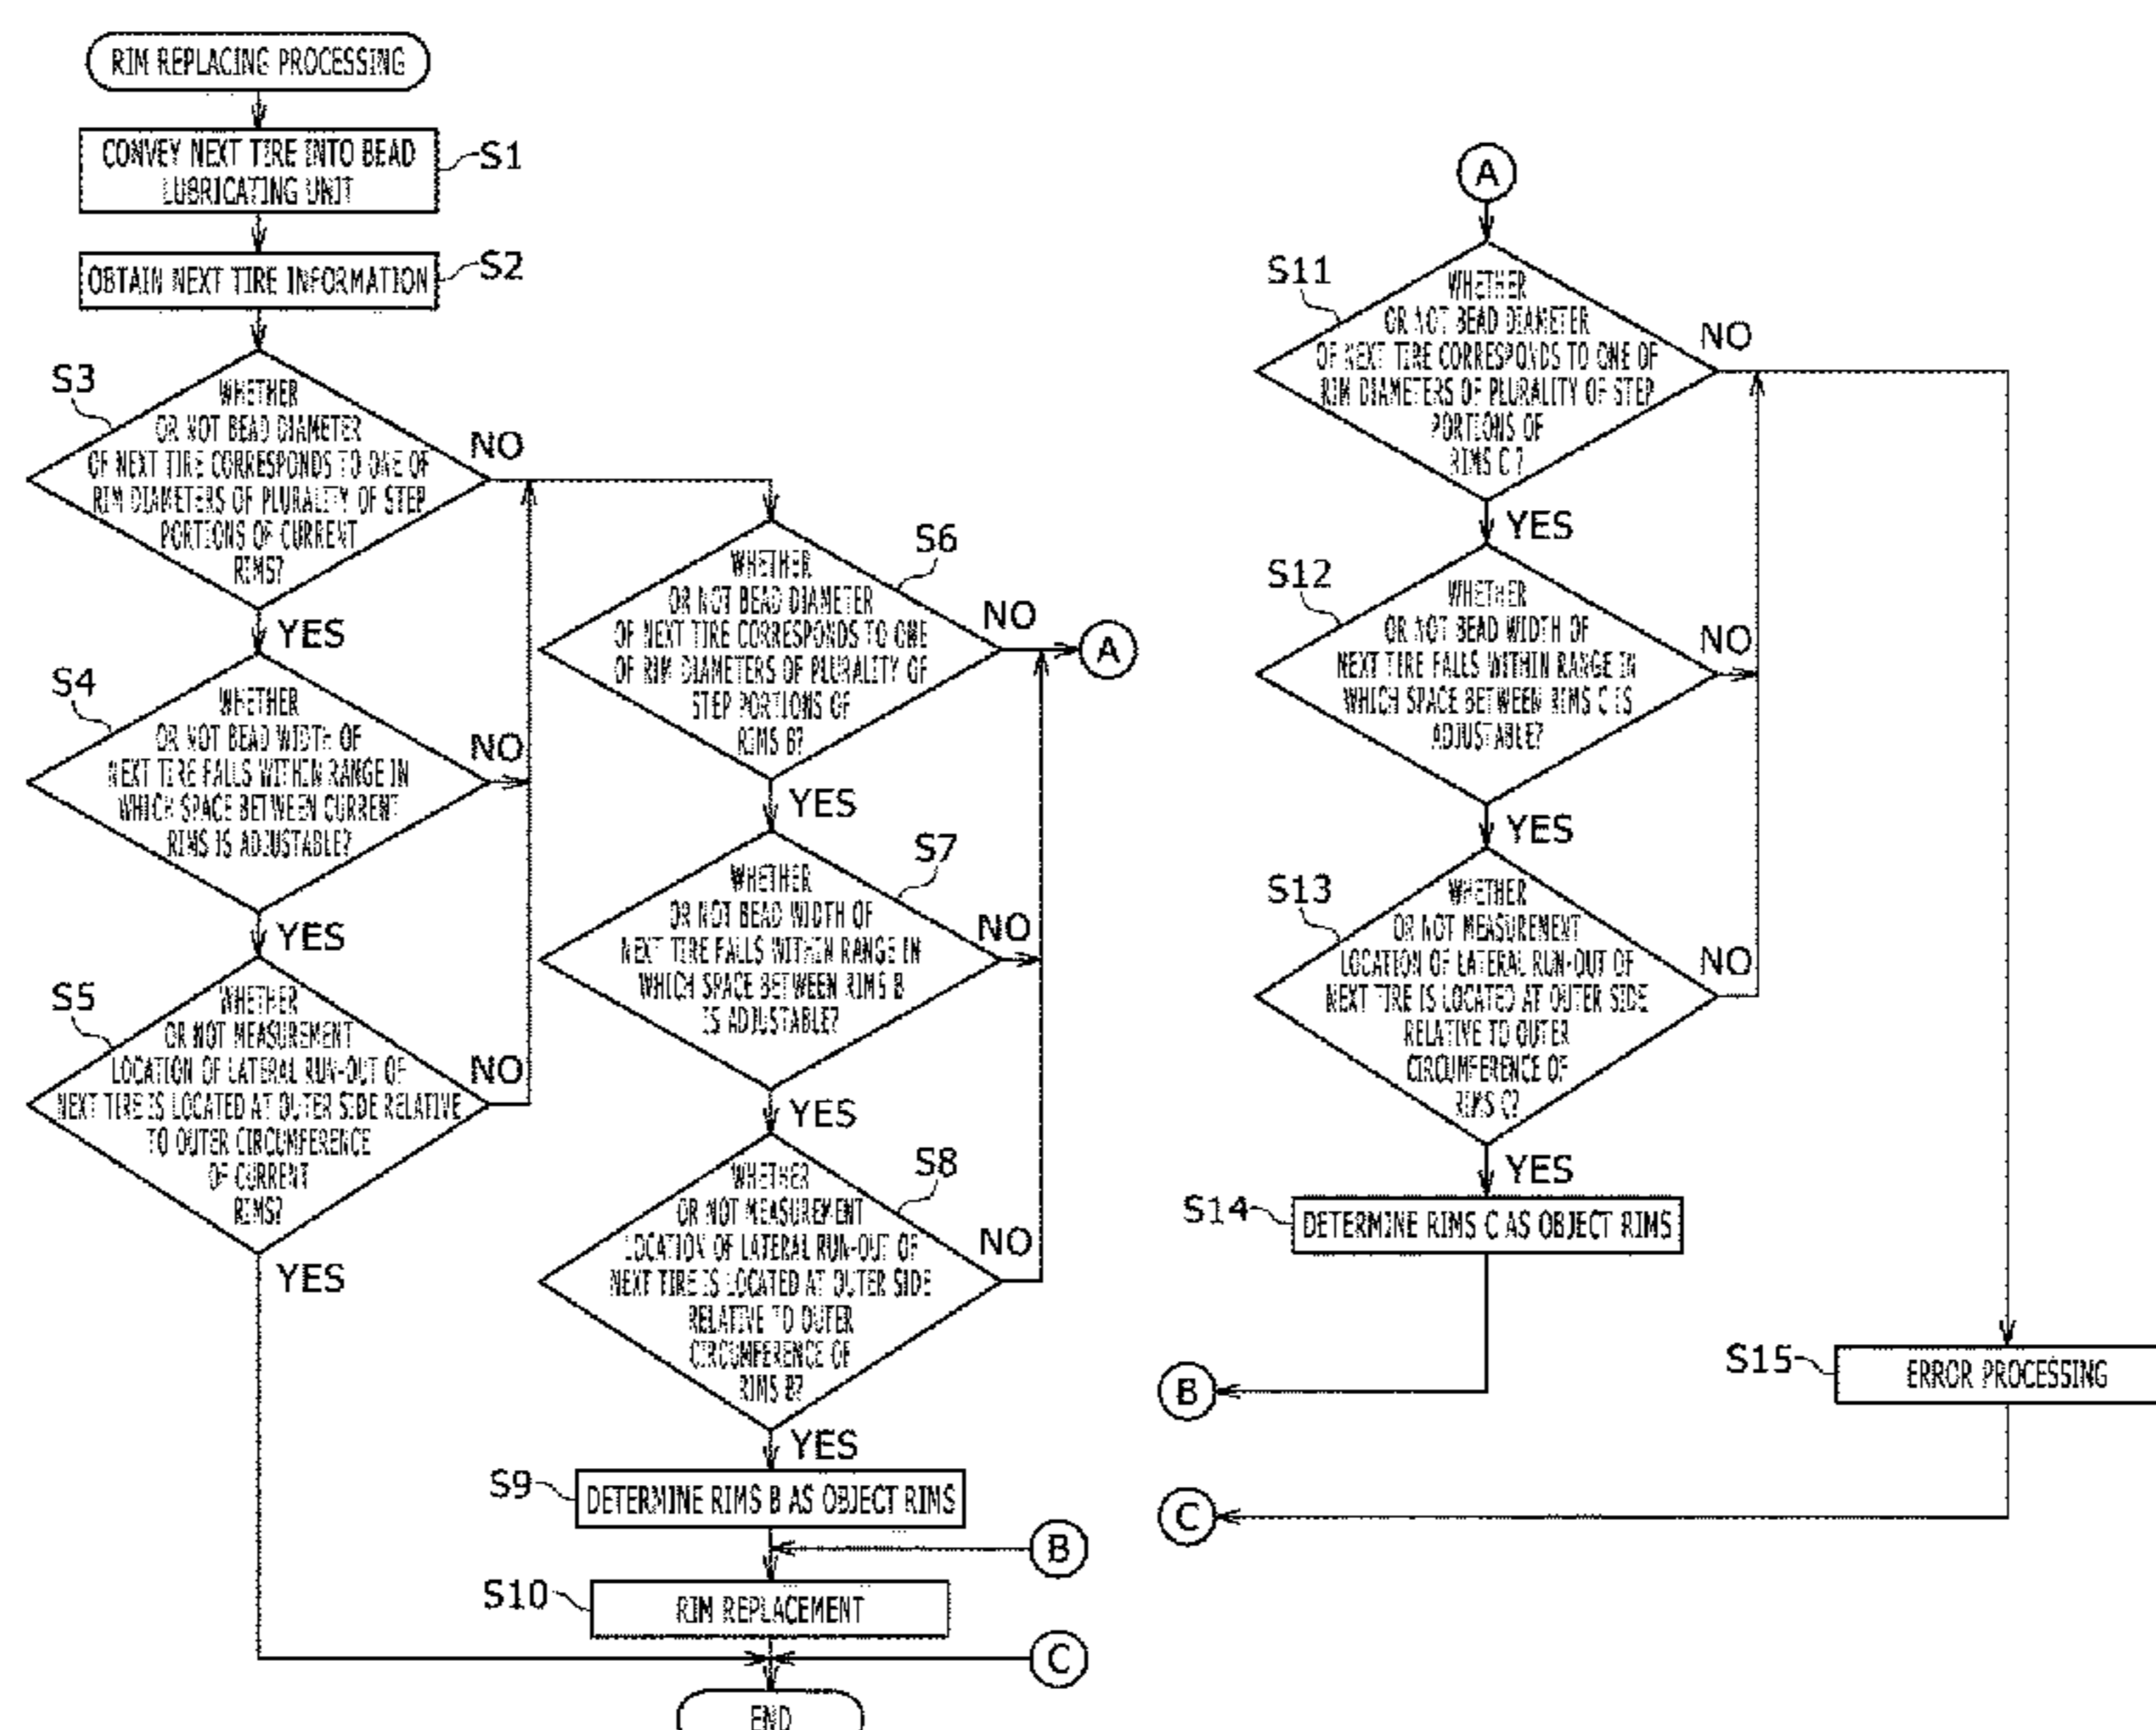 RIM REPLACING PROCESSING
CONVEY NEXT TIRE INTO BEAD
LUBRICATING UNIT
S1
OBTAIN NEXT TIRE INFORMATION
S2
S3
WHETHER
OR NOT BEAD DIAMETER
OF NEXT TIRE CORRESPONDS TO ONE OF
RIM DIAMETERS OF PLURALITY OF STEP
PORTIONS OF CURRENT
RIMS?
NO
YES
S4
WHETHER
OR NOT BEAD WIDTH OF
NEXT TIRE FALLS WITHIN RANGE IN
WHICH SPACE BETWEEN CURRENT
RIMS IS ADJUSTABLE?
NO
YES
S5
WHETHER
OR NOT MEASUREMENT
LOCATION OF LATERAL RUN-OUT OF
NEXT TIRE IS LOCATED AT OUTER SIDE RELATIVE
TO OUTER CIRCUMFERENCE
OF CURRENT
RIMS?
NO
YES
S6
WHETHER
OR NOT BEAD DIAMETER
OF NEXT TIRE CORRESPONDS TO ONE
OF RIM DIAMETERS OF PLURALITY OF
STEP PORTIONS OF
RIMS B?
NO
A
YES
S7
WHETHER
OR NOT BEAD WIDTH OF
NEXT TIRE FALLS WITHIN RANGE IN
WHICH SPACE BETWEEN RIMS B
IS ADJUSTABLE?
NO
YES
S8
WHETHER
OR NOT MEASUREMENT
LOCATION OF LATERAL RUN-OUT OF
NEXT TIRE IS LOCATED AT OUTER SIDE
RELATIVE TO OUTER
CIRCUMFERENCE OF
RIMS B?
NO
YES
S9
DETERMINE RIMS B AS OBJECT RIMS
B
S10
RIM REPLACEMENT
C
END
A
S11
WHETHER
OR NOT BEAD DIAMETER
OF NEXT TIRE CORRESPONDS TO ONE OF
RIM DIAMETERS OF PLURALITY OF STEP
PORTIONS OF
RIMS C ?
NO
YES
S12
WHETHER
OR NOT BEAD WIDTH OF
NEXT TIRE FALLS WITHIN RANGE IN
WHICH SPACE BETWEEN RIMS C IS
ADJUSTABLE?
NO
YES
S13
WHETHER
OR NOT MEASUREMENT
LOCATION OF LATERAL RUN-OUT OF
NEXT TIRE IS LOCATED AT OUTER SIDE
RELATIVE TO OUTER
CIRCUMFERENCE OF
RIMS C?
NO
YES
S14
DETERMINE RIMS C AS OBJECT RIMS
B
S15
ERROR PROCESSING
C